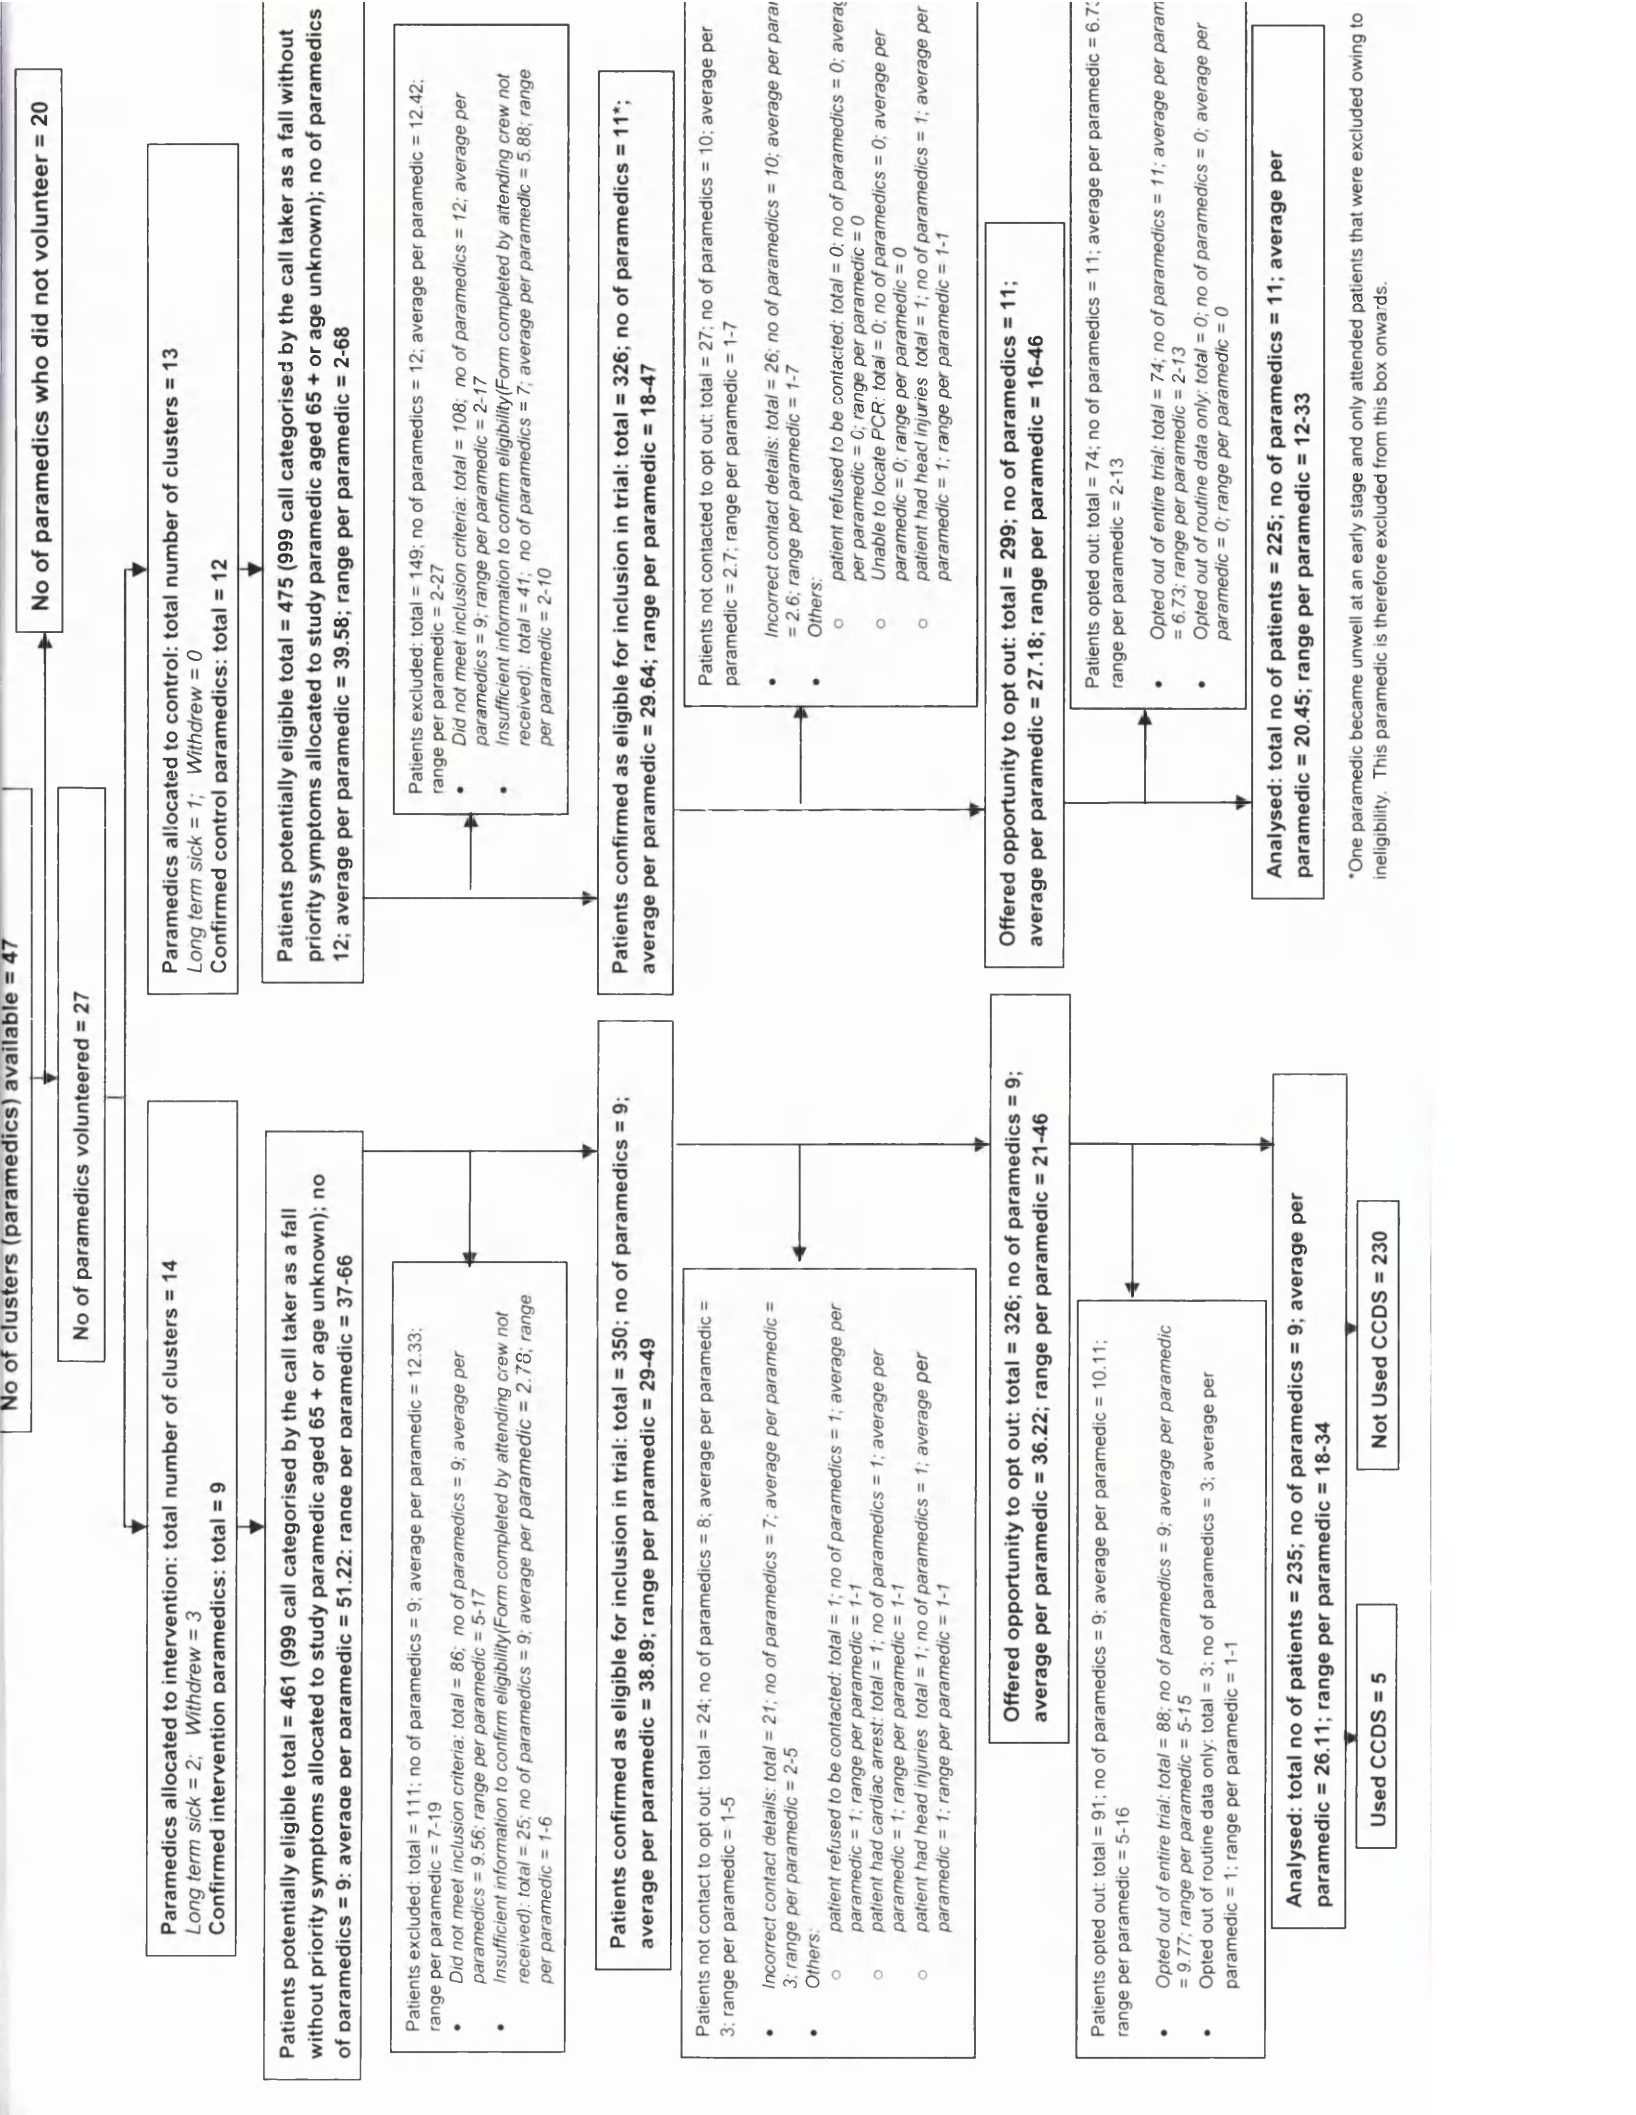 No of clusters (paramedics) available = 47
No of paramedics who did not volunteer = 20
No of paramedics volunteered = 27
Paramedics allocated to intervention: total number of clusters = 14
Long term sick = 2;   Withdrew = 3
Confirmed intervention paramedics: total = 9
Patients potentially eligible total = 461 (999 call categorised by the call taker as a fall
without priority symptoms allocated to study paramedic aged 65 + or age unknown); no
of paramedics = 9; average per paramedic = 51.22; range per paramedic = 37-66
Patients excluded: total = 111; no of paramedics = 9; average per paramedic = 12.33;
range per paramedic = 7-19
• Did not meet inclusion criteria: total = 86;  no of paramedics = 9; average per
paramedics = 9.56; range per paramedic = 5-17
• Insufficient information to confirm eligibility(Form completed by attending crew not
received): total = 25; no of paramedics = 9; average per paramedic = 2.78; range
per paramedic = 1-6
Patients confirmed as eligible for inclusion in trial: total = 350; no of paramedics = 9;
average per paramedic = 38.89; range per paramedic = 29-49
Patients not contact to opt out: total = 24; no of paramedics = 8; average per paramedic =
3; range per paramedic = 1-5
• Incorrect contact details: total = 21; no of paramedics = 7; average per paramedic =
3; range per paramedic = 2-5
• Others:
○ patient refused to be contacted: total = 1; no of paramedics = 1; average per
paramedic = 1; range per paramedic = 1-1
○ patient had cardiac arrest: total = 1; no of paramedics = 1; average per
paramedic = 1; range per paramedic = 1-1
○ patient had head injuries  total = 1; no of paramedics = 1; average per
paramedic = 1; range per paramedic = 1-1
Offered opportunity to opt out: total = 326; no of paramedics = 9;
average per paramedic = 36.22; range per paramedic = 21-46
Patients opted out: total = 91; no of paramedics = 9; average per paramedic = 10.11;
range per paramedic = 5-16
• Opted out of entire trial: total = 88; no of paramedics = 9; average per paramedic
= 9.77; range per paramedic = 5-15
• Opted out of routine data only: total = 3; no of paramedics = 3; average per
paramedic = 1; range per paramedic = 1-1
Analysed: total no of patients = 235; no of paramedics = 9; average per
paramedic = 26.11; range per paramedic = 18-34
Used CCDS = 5
Not Used CCDS = 230
Paramedics allocated to control: total number of clusters = 13
Long term sick = 1;   Withdrew = 0
Confirmed control paramedics: total = 12
Patients potentially eligible total = 475 (999 call categorised by the call taker as a fall without
priority symptoms allocated to study paramedic aged 65 + or age unknown); no of paramedics
12; average per paramedic = 39.58; range per paramedic = 2-68
Patients excluded: total = 149; no of paramedics = 12; average per paramedic = 12.42;
range per paramedic = 2-27
• Did not meet inclusion criteria: total = 108;  no of paramedics = 12; average per
paramedics = 9; range per paramedic = 2-17
• Insufficient information to confirm eligibility(Form completed by attending crew not
received):  total = 41;  no of paramedics = 7; average per paramedic = 5.88; range
per paramedic = 2-10
Patients confirmed as eligible for inclusion in trial: total = 326; no of paramedics = 11*;
average per paramedic = 29.64; range per paramedic = 18-47
Patients not contacted to opt out: total = 27; no of paramedics = 10; average per
paramedic = 2.7; range per paramedic = 1-7
• Incorrect contact details: total = 26; no of paramedics = 10; average per
= 2.6; range per paramedic = 1-7
• Others:
○ patient refused to be contacted: total = 0; no of paramedics = 0;
per paramedic = 0; range per paramedic = 0
○ Unable to locate PCR: total = 0; no of paramedics = 0; average per
paramedic = 0; range per paramedic = 0
○ patient had head injuries  total = 1; no of paramedics = 1; average per
paramedic = 1; range per paramedic = 1-1
Offered opportunity to opt out: total = 299; no of paramedics = 11;
average per paramedic = 27.18; range per paramedic = 16-46
Patients opted out: total = 74; no of paramedics = 11; average per paramedic =
range per paramedic = 2-13
• Opted out of entire trial: total = 74; no of paramedics = 11; average per
= 6.73; range per paramedic = 2-13
• Opted out of routine data only: total = 0; no of paramedics = 0; average per
paramedic = 0; range per paramedic = 0
Analysed: total no of patients = 225; no of paramedics = 11; average per
paramedic = 20.45; range per paramedic = 12-33
*One paramedic became unwell at an early stage and only attended patients that were excluded owing to
ineligibility.  This paramedic is therefore excluded from this box onwards.